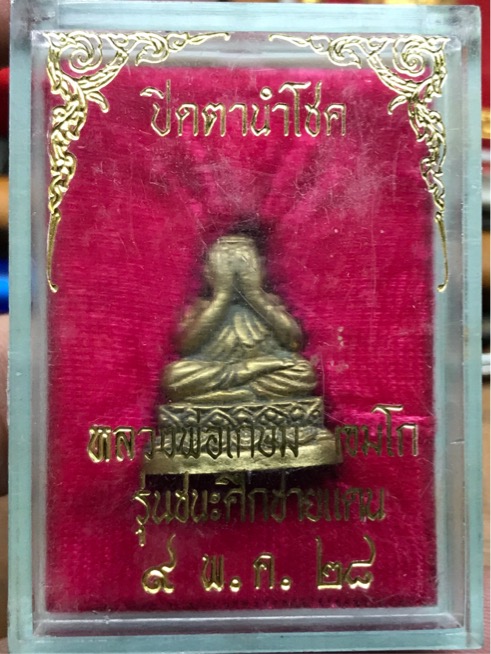 ปิดตานำโชค
หลวงพ่อเกษม เขมโก
รุ่นชนะศึกชายแดน
๙ พ.ค. ๒๘